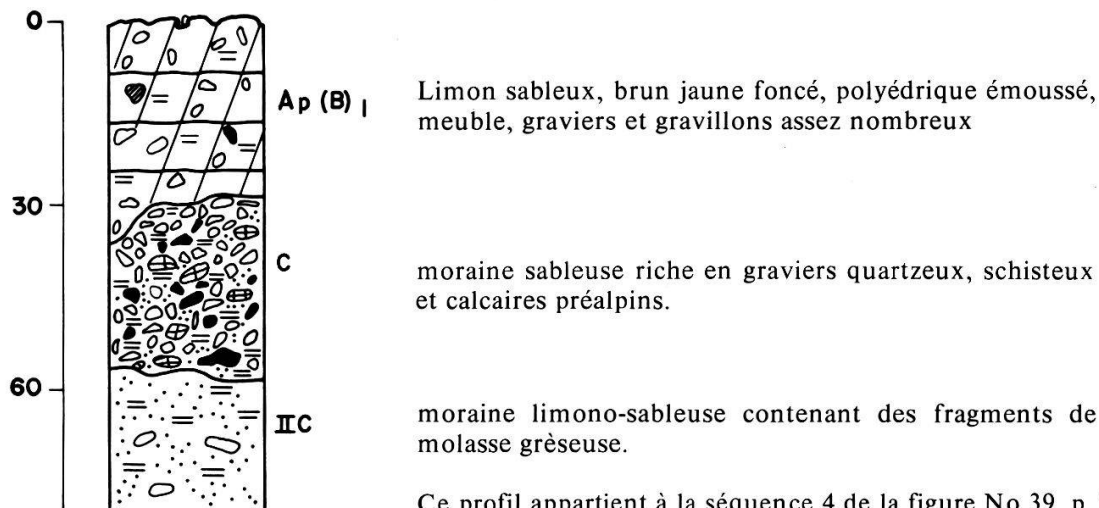 0
Ap (B) 1
Limon sableux, brun jaune foncé, polyédrique émoussé,
meuble, graviers et gravillons assez nombreux
30
C
moraine sableuse riche en graviers quartzeux, schisteux
et calcaires préalpins.
60
IIC
moraine limono-sableuse contenant des fragments de
molasse grèseuse.
Ce profil appartient à la séquence 4 de la figure No 39, p.